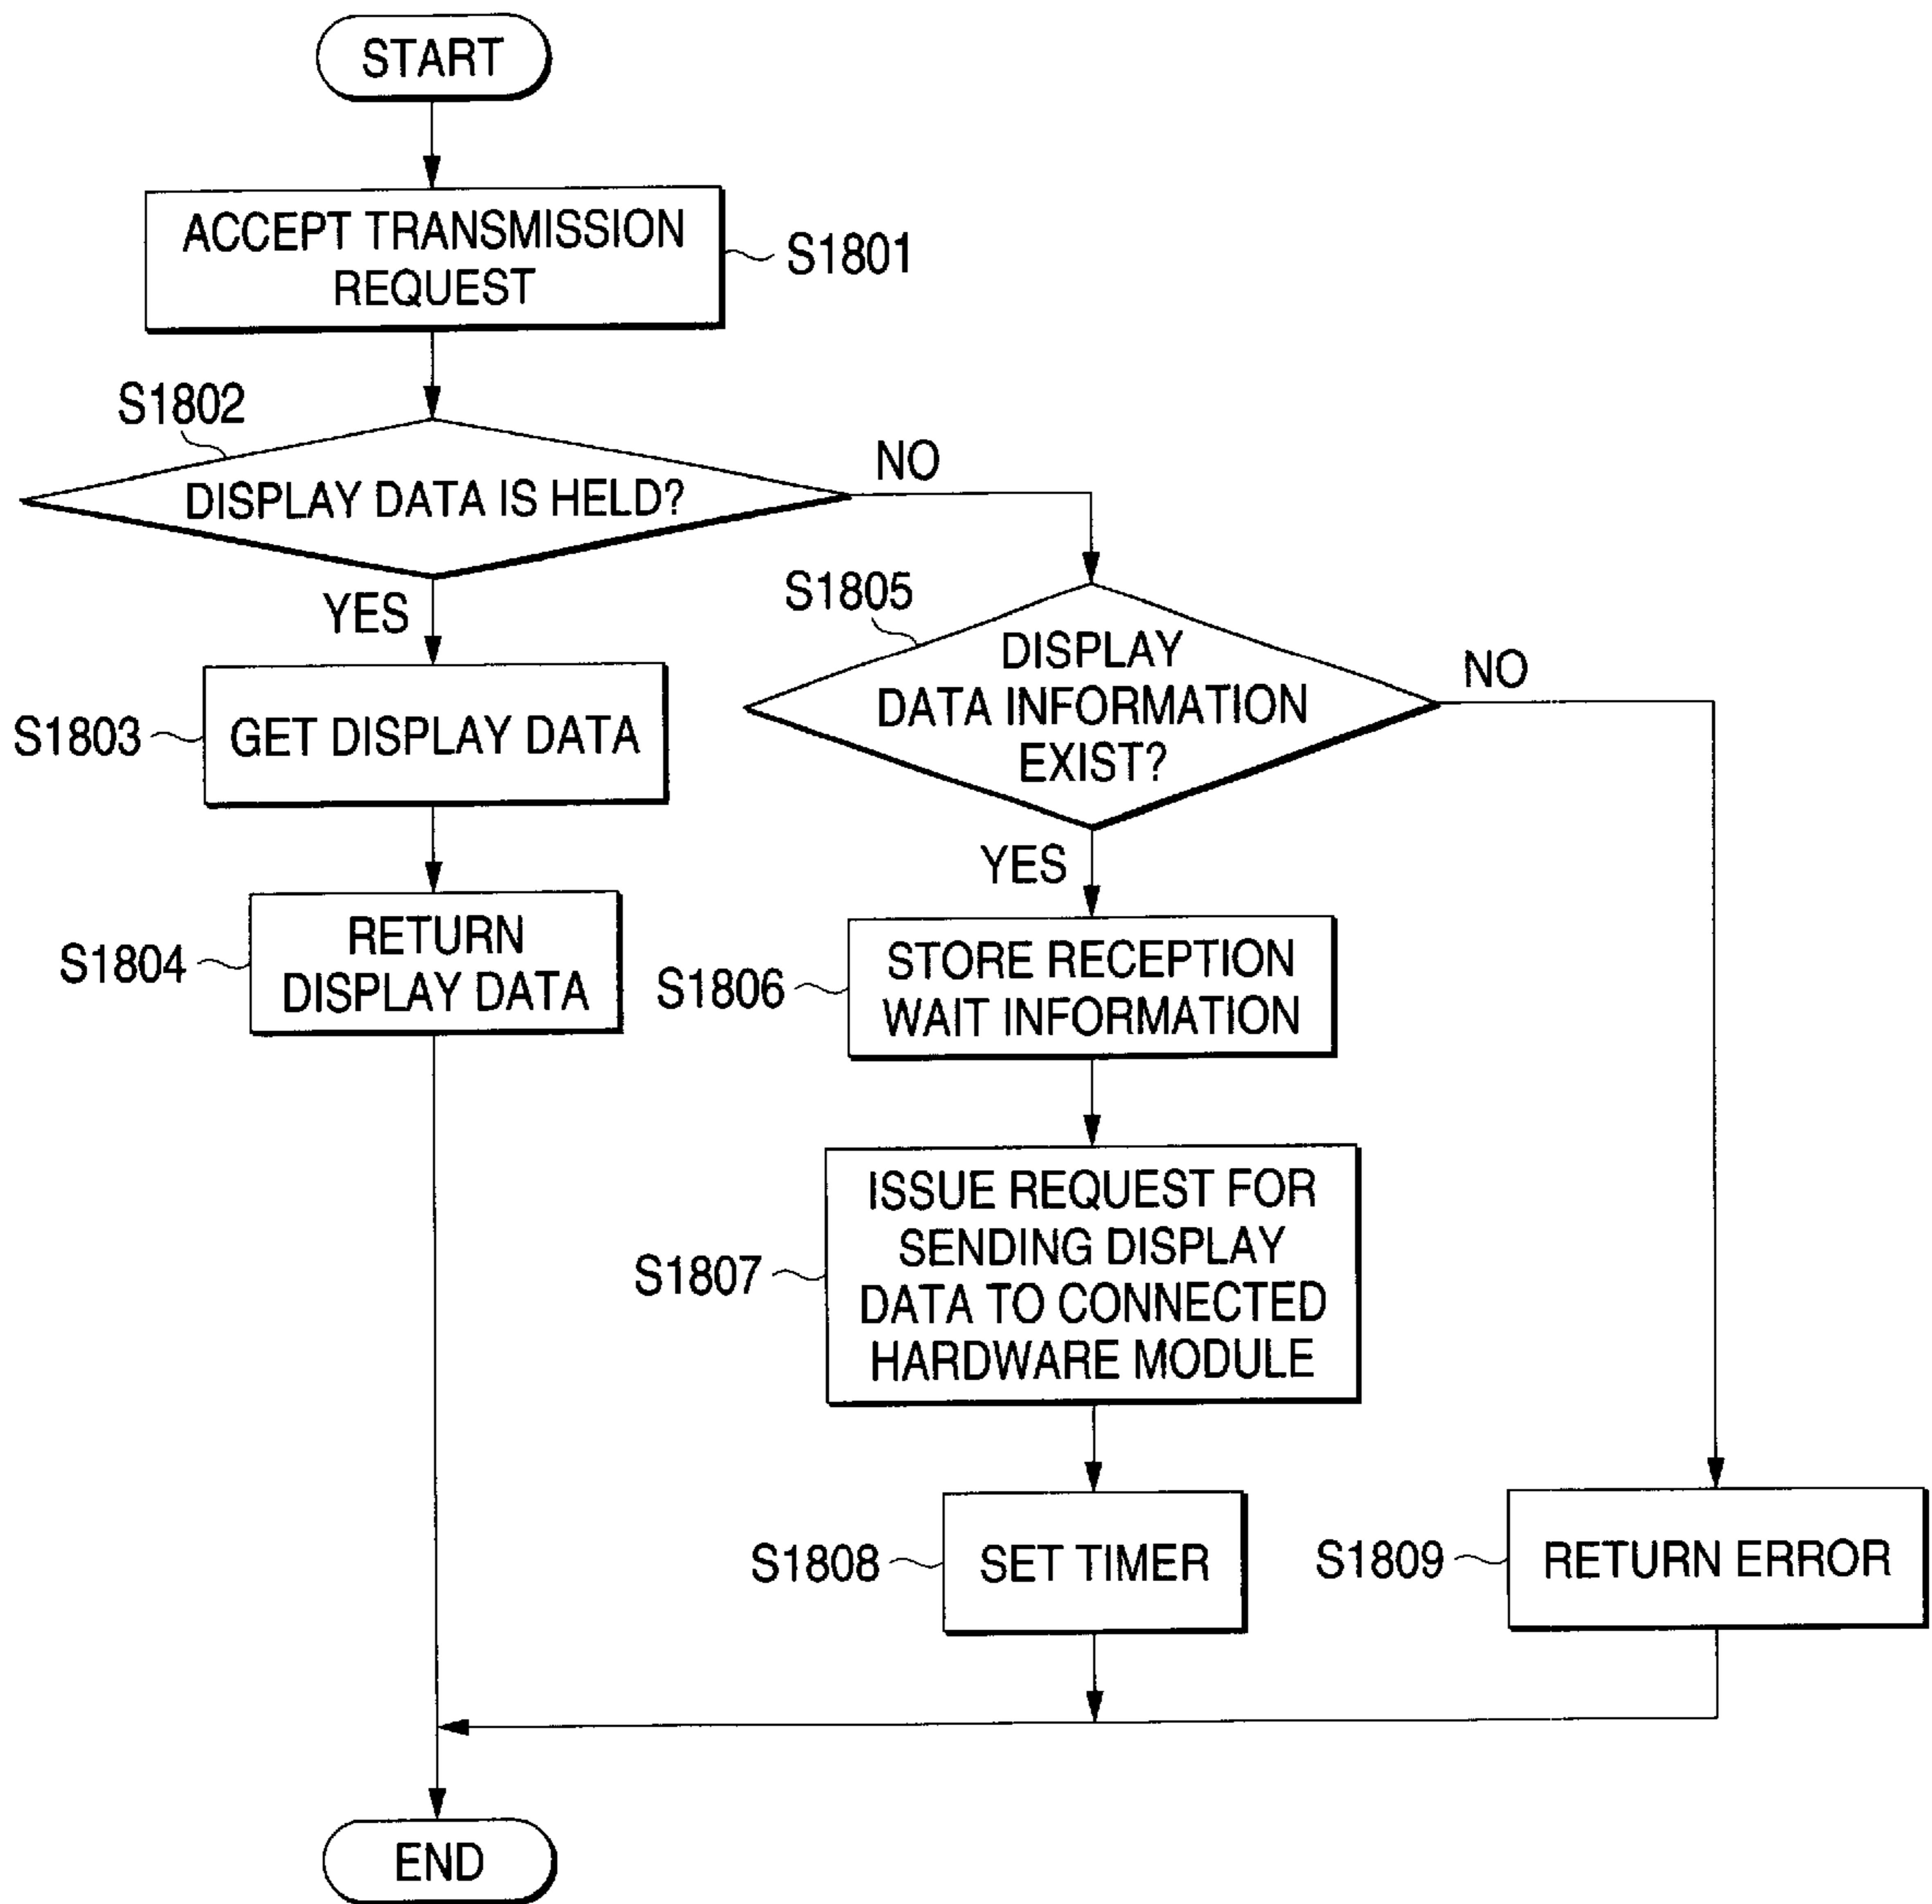 START
ACCEPT TRANSMISSION
REQUEST
S1801
S1802
DISPLAY DATA IS HELD?
NO
YES
S1803
GET DISPLAY DATA
S1804
RETURN
DISPLAY DATA
S1805
DISPLAY
DATA INFORMATION
EXIST?
NO
YES
S1806
STORE RECEPTION
WAIT INFORMATION
S1807
ISSUE REQUEST FOR
SENDING DISPLAY
DATA TO CONNECTED
HARDWARE MODULE
S1808
SET TIMER
S1809
RETURN ERROR
END